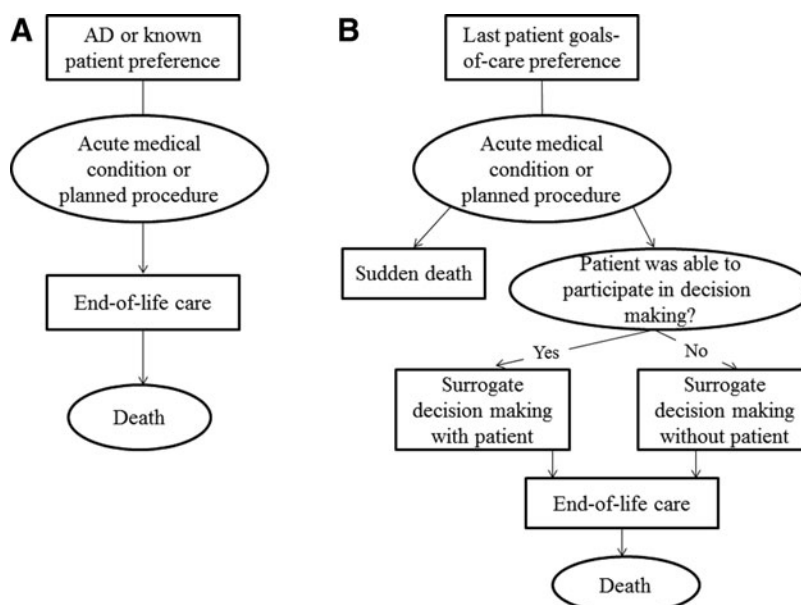 A
AD or known
patient preference
Acute medical
condition or
planned procedure
End-of-life care
Death
B
Last patient goals-
of-care preference
Acute medical
condition or
planned procedure
Sudden death
Patient was able to
participate in decision
making?
Yes
No
Surrogate
decision making
with patient
Surrogate
decision making
without patient
End-of-life care
Death